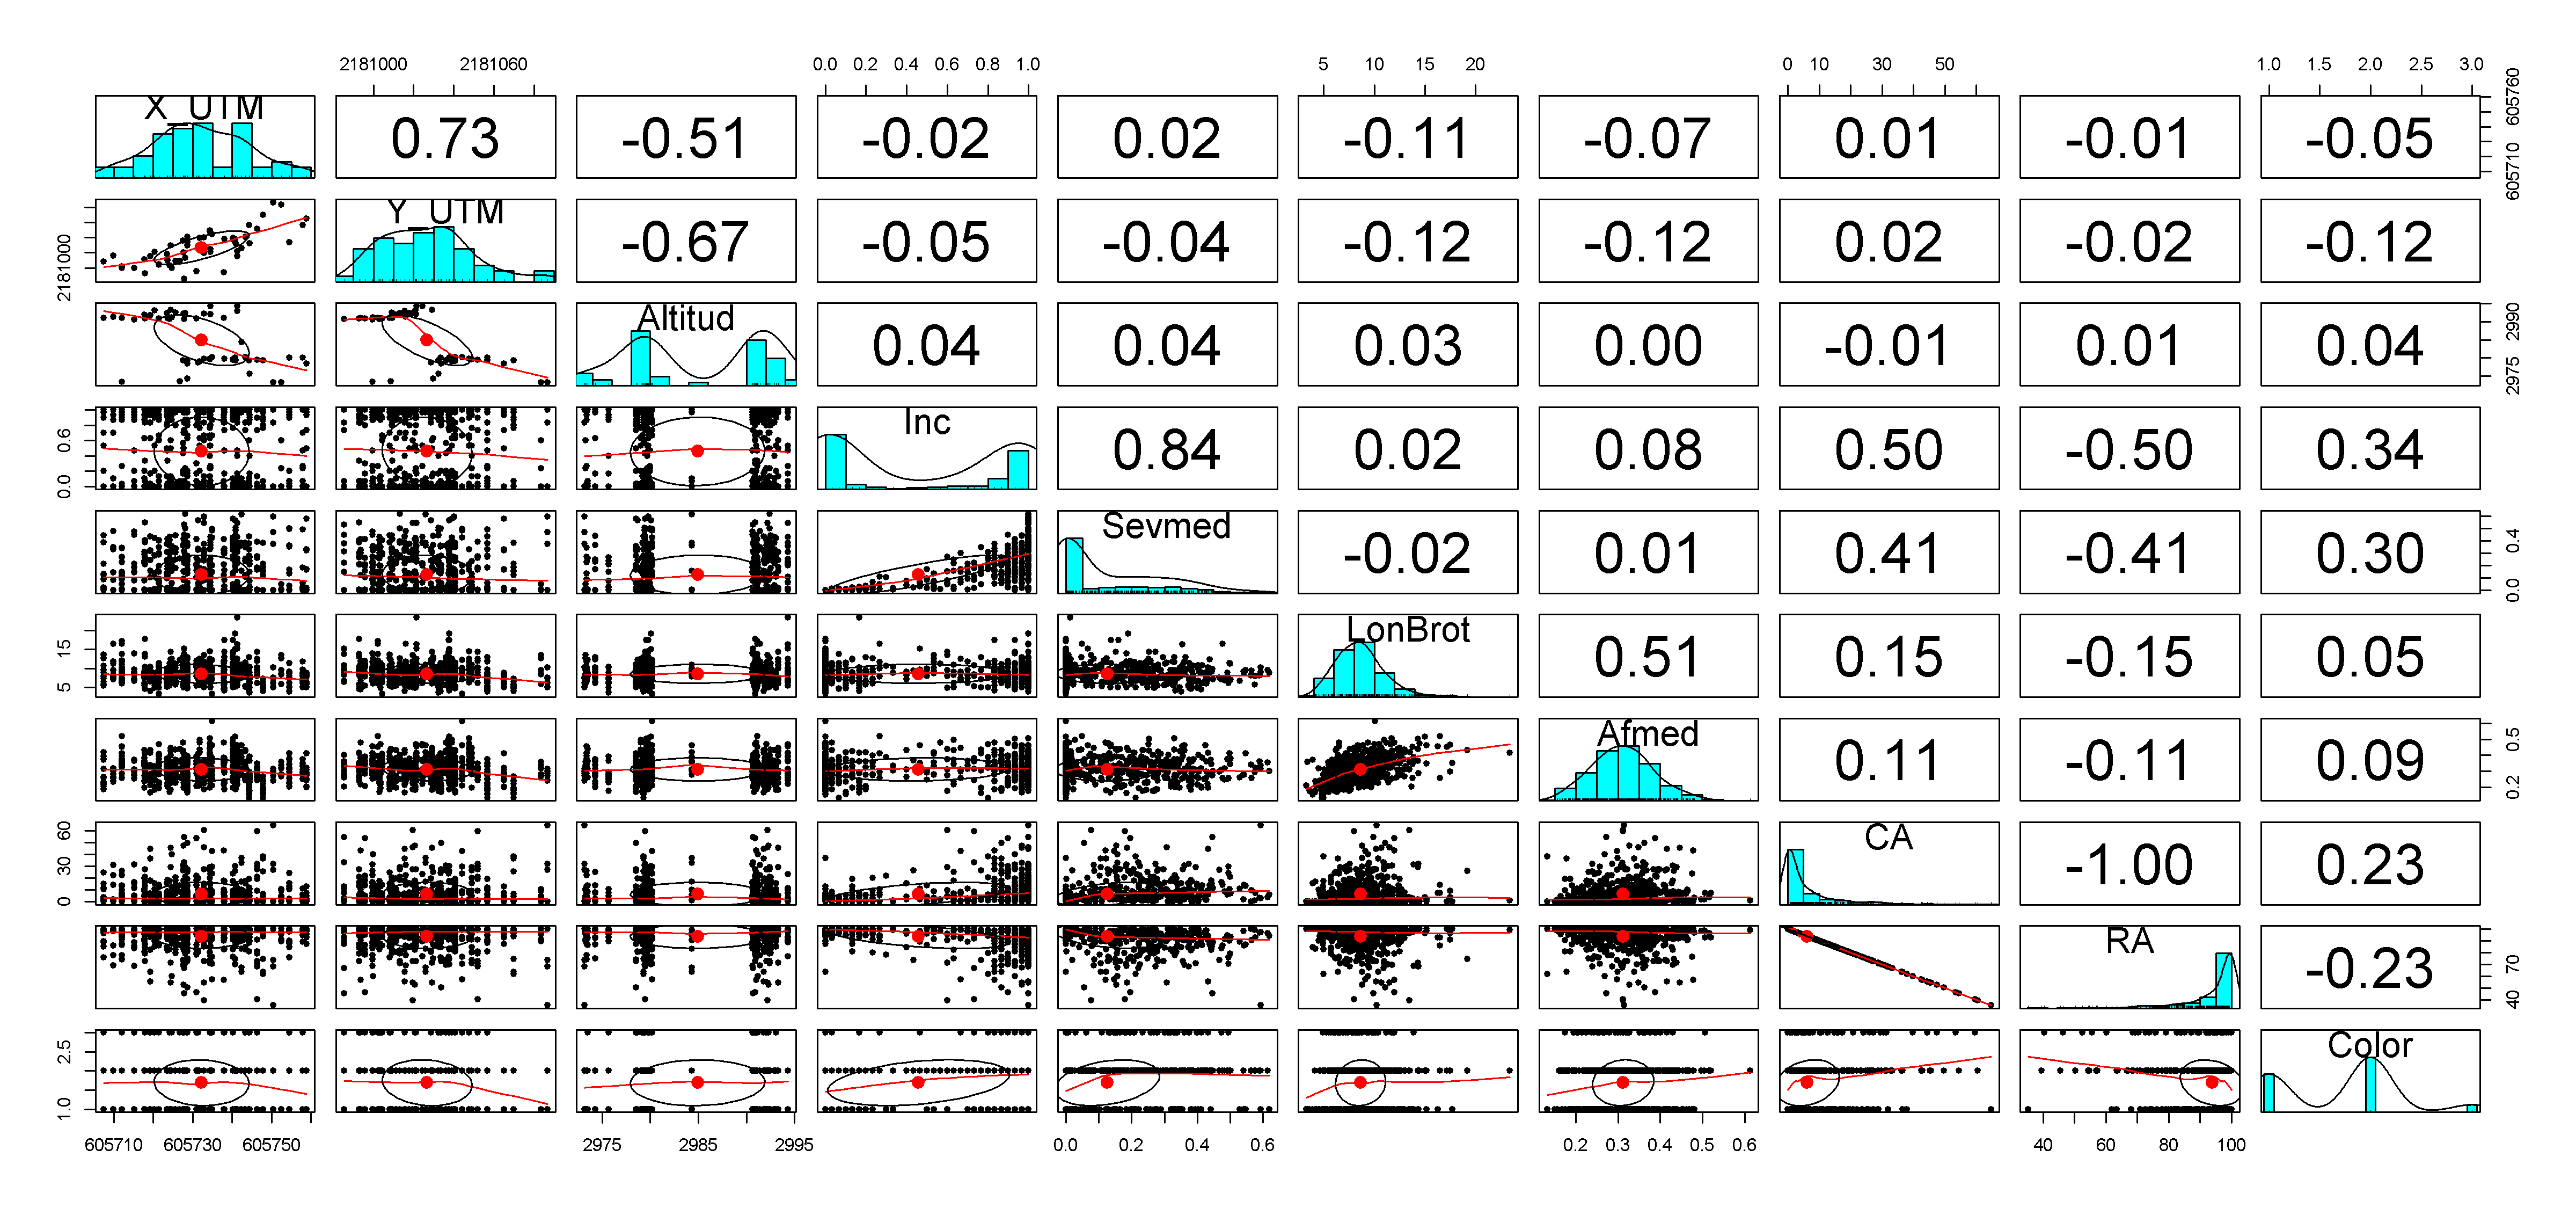 2181000 2181060 0.0 0.2 0.4 0.6 0.8 1.0 5 10 15 20 0 10 30 50 1.0 1.5 2.0 2.5 3.0
X_UTM 0.73 -0.51 -0.02 0.02 -0.11 -0.07 0.01 -0.01 -0.05 605710 605760
2181000 Y_UTM -0.67 -0.05 -0.04 -0.12 -0.12 0.02 -0.02 -0.12
Altitud 0.04 0.04 0.03 0.00 -0.01 0.01 0.04 2975 2990
0.0 0.6 Inc 0.84 0.02 0.08 0.50 -0.50 0.34
Sevmed -0.02 0.01 0.41 -0.41 0.30 0.0 0.4
5 15 LonBrot 0.51 0.15 -0.15 0.05
Afmed 0.11 -0.11 0.09 0.2 0.5
0 30 60 CA -1.00 0.23
RA -0.23 40 70
1.0 2.5 Color
605710 605730 605750 2975 2985 2995 0.0 0.2 0.4 0.6 0.2 0.3 0.4 0.5 0.6 40 60 80 100